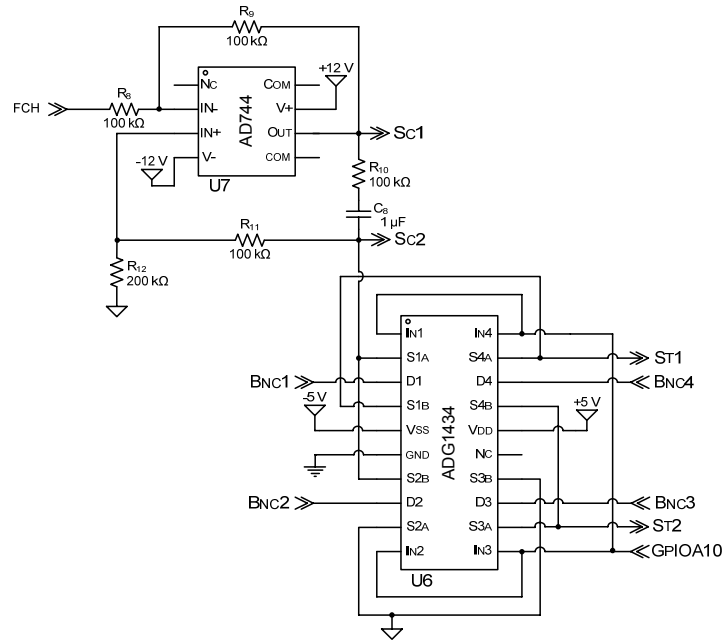 R9
100 kΩ
+12 V
NC
COM
FCH
R8
100 kΩ
IN-
V+
IN+
OUT
SC1
V-
COM
AD744
-12 V
U7
R10
100 kΩ
C8
1 µF
R11
100 kΩ
SC2
R12
200 kΩ
IN1
IN4
S1A
S4A
ST1
BNC1
D1
D4
BNC4
-5 V
S1B
S4B
+5 V
VSS
VDD
GND
NC
S2B
S3B
BNC2
D2
D3
BNC3
S2A
S3A
ST2
IN2
IN3
GPIOA10
ADG1434
U6